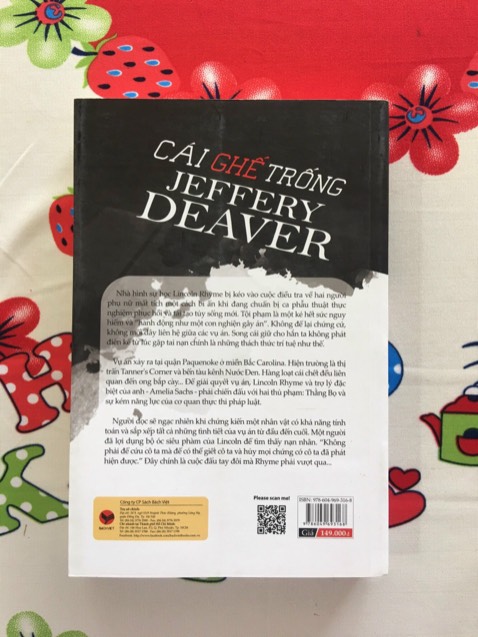 CÁI GHẾ TRỐNG
JEFFERY
DEAVER
Nhà hình sự học Lincoln Rhyme bị kéo vào cuộc điều tra về hai người
phụ nữ mất tích một cách bí ẩn khi đang chuẩn bị ca phẫu thuật thực
nghiệm phục hồi và tái tạo tủy sống mới. Tội phạm là một kẻ hết sức nguy
hiểm và "hành động như một con nghiện gây án". Không để lại chứng cứ,
không mối dây liên hệ giữa các vụ án. Song cái giữ cho hắn ta không phát
điên kể từ lúc gặp tai nạn chính là những thách thức trí tuệ như thế.
Vụ án xảy ra tại quận Paquenoke ở miền Bắc Carolina. Hiện trường là thị
trấn Tanner's Corner và bến tàu kênh Nước Đen. Hàng loạt cái chết đều liên
quan đến ong bắp cày... Để giải quyết vụ án, Lincoln Rhyme và trợ lý đặc
biệt của anh - Amelia Sachs - phải chiến đấu với hai thủ phạm: Thằng Bọ và
sự kém năng lực của cơ quan thực thi pháp luật.
Người đọc sẽ ngạc nhiên khi chứng kiến một nhân vật có khả năng tính
toán và sắp xếp tất cả những tình tiết của vụ án từ đầu đến cuối. Một người
đã lợi dụng bộ óc siêu phàm của Lincoln để tìm thấy nạn nhân. "Không
phải để cứu cô ta mà để có thể giết cô ta và hủy mọi chứng cứ cô ta đã phát
hiện được." Đây chính là cuộc đấu tay đôi mà Rhyme phải vượt qua...
Công ty CP Sách Bách Việt
Please scan me!
Giá 149.000đ